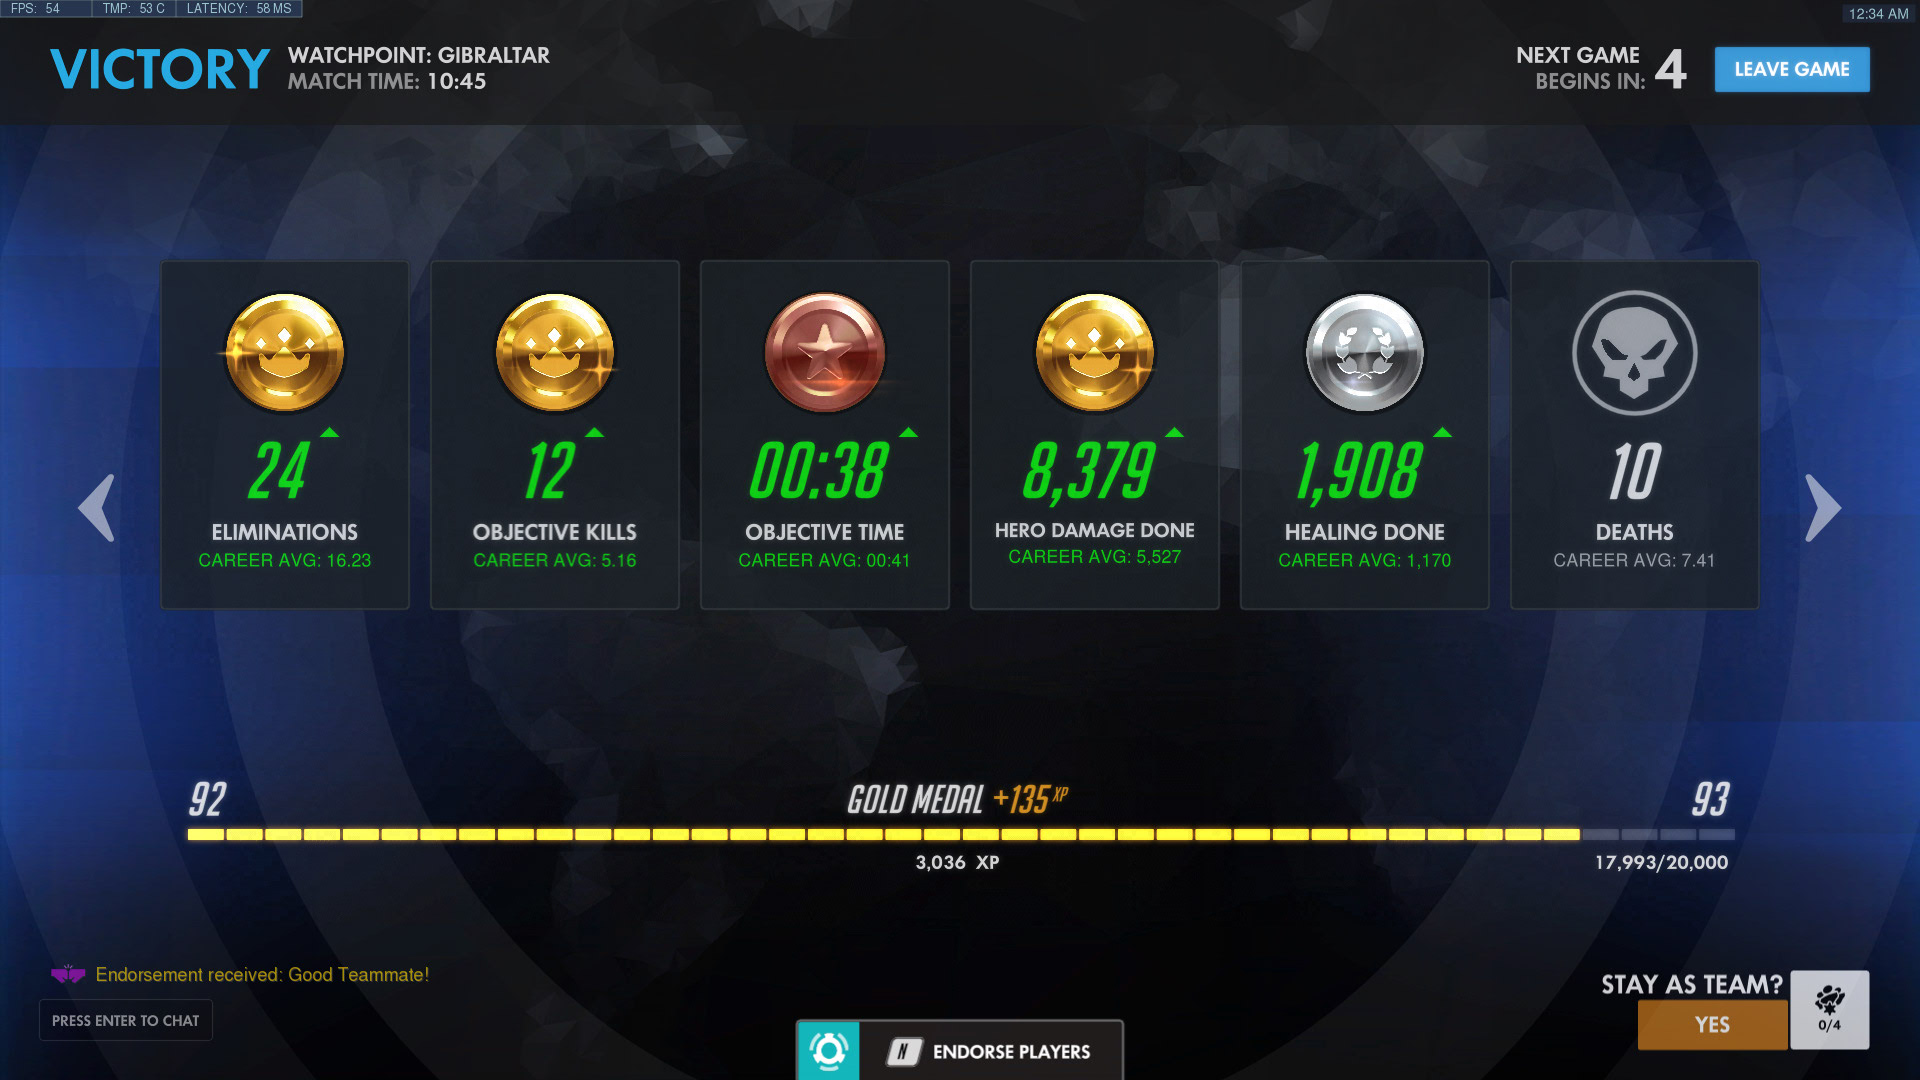 FPS: 54 TMP: 53 C LATENCY: 58 MS
12:34 AM
VICTORY
WATCHPOINT: GIBRALTAR
MATCH TIME: 10:45
NEXT GAME
BEGINS IN:
4
LEAVE GAME
24
ELIMINATIONS
CAREER AVG: 16.23
12
OBJECTIVE KILLS
CAREER AVG: 5.16
00:38
OBJECTIVE TIME
CAREER AVG: 00:41
8,379
HERO DAMAGE DONE
CAREER AVG: 5,527
1,908
HEALING DONE
CAREER AVG: 1,170
10
DEATHS
CAREER AVG: 7.41
92
GOLD MEDAL +135 XP
93
3,036 XP
17,993/20,000
Endorsement received: Good Teammate!
PRESS ENTER TO CHAT
N ENDORSE PLAYERS
STAY AS TEAM?
YES
0/4